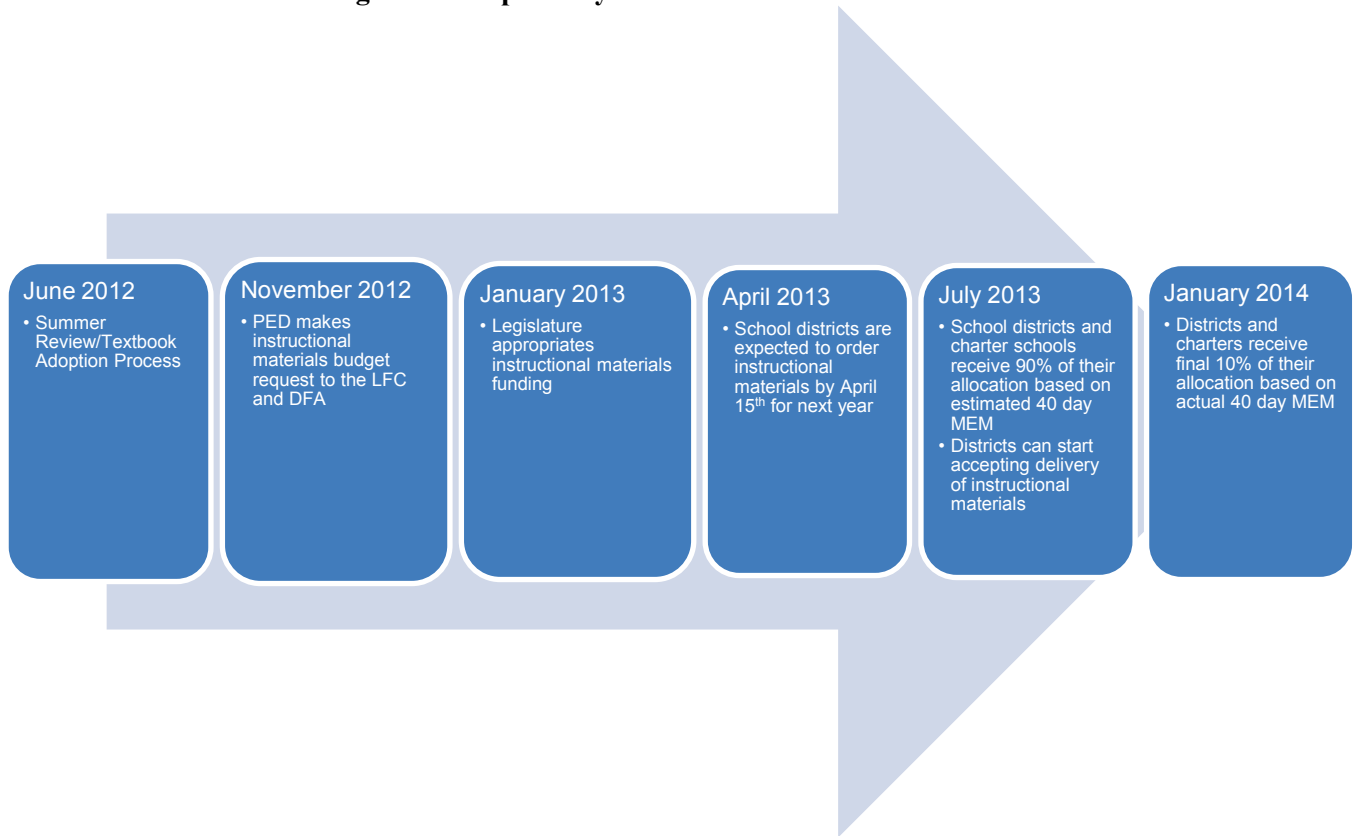 June 2012
• Summer
Review/Textbook
Adoption Process
November 2012
• PED makes
instructional
materials budget
request to the LFC
and DFA
January 2013
• Legislature
appropriates
instructional materials
funding
April 2013
• School districts are
expected to order
instructional
materials by April
15th for next year
July 2013
• School districts and
charter schools
receive 90% of their
allocation based on
estimated 40 day
MEM
• Districts can start
accepting delivery
of instructional
materials
January 2014
• Districts and
charters receive
final 10% of their
allocation based on
actual 40 day MEM